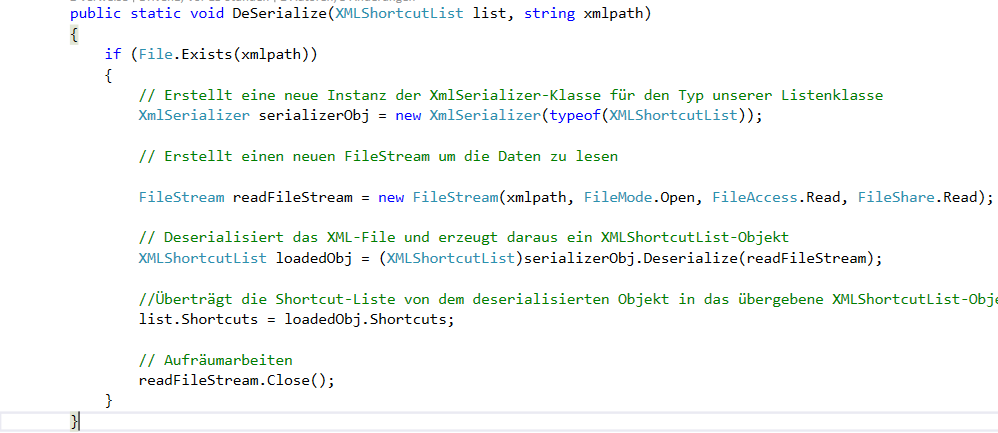 public static void DeSerialize(XMLShortcutList list, string xmlpath)
{
if (File.Exists(xmlpath))
{
// Erstellt eine neue Instanz der XmlSerializer-Klasse für den Typ unserer Listenklasse
XmlSerializer serializerObj = new XmlSerializer(typeof(XMLShortcutList));
// Erstellt einen neuen FileStream um die Daten zu lesen
FileStream readFileStream = new FileStream(xmlpath, FileMode.Open, FileAccess.Read, FileShare.Read);
// Deserialisiert das XML-File und erzeugt daraus ein XMLShortcutList-Objekt
XMLShortcutList loadedObj = (XMLShortcutList)serializerObj.Deserialize(readFileStream);
//Überträgt die Shortcut-Liste von dem deserialisierten Objekt in das übergebene XMLShortcutList-Obje
list.Shortcuts = loadedObj.Shortcuts;
// Aufräumarbeiten
readFileStream.Close();
}
}